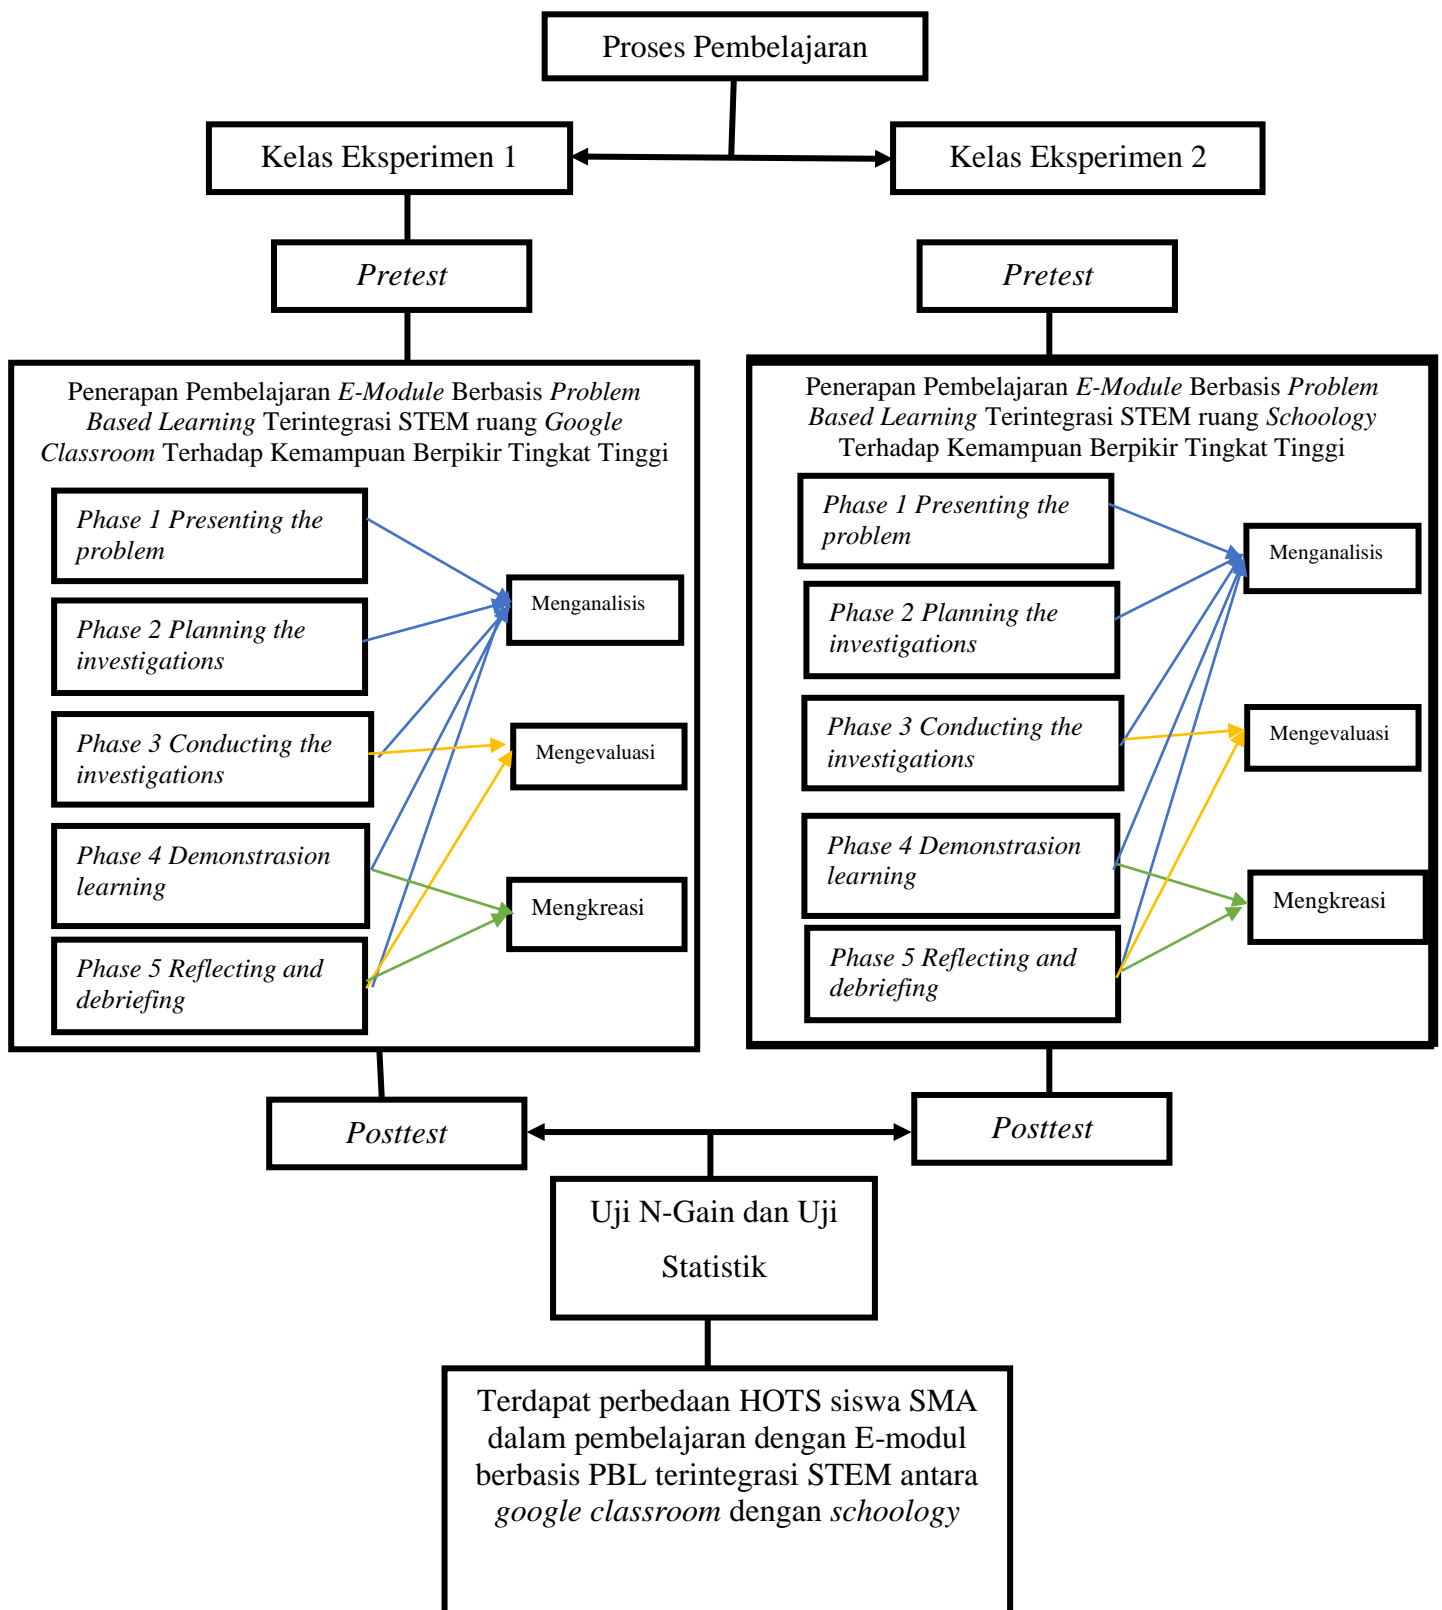 Proses Pembelajaran
Kelas Eksperimen 1
Kelas Eksperimen 2
Pretest
Pretest
Penerapan Pembelajaran E-Module Berbasis Problem
Based Learning Terintegrasi STEM ruang Google
Classroom Terhadap Kemampuan Berpikir Tingkat Tinggi
Phase 1 Presenting the
problem
Phase 2 Planning the
investigations
Phase 3 Conducting the
investigations
Phase 4 Demonstrasion
learning
Phase 5 Reflecting and
debriefing
Menganalisis
Mengevaluasi
Mengkreasi
Penerapan Pembelajaran E-Module Berbasis Problem
Based Learning Terintegrasi STEM ruang Schoology
Terhadap Kemampuan Berpikir Tingkat Tinggi
Phase 1 Presenting the
problem
Phase 2 Planning the
investigations
Phase 3 Conducting the
investigations
Phase 4 Demonstrasion
learning
Phase 5 Reflecting and
debriefing
Menganalisis
Mengevaluasi
Mengkreasi
Posttest
Posttest
Uji N-Gain dan Uji
Statistik
Terdapat perbedaan HOTS siswa SMA
dalam pembelajaran dengan E-modul
berbasis PBL terintegrasi STEM antara
google classroom dengan schoology